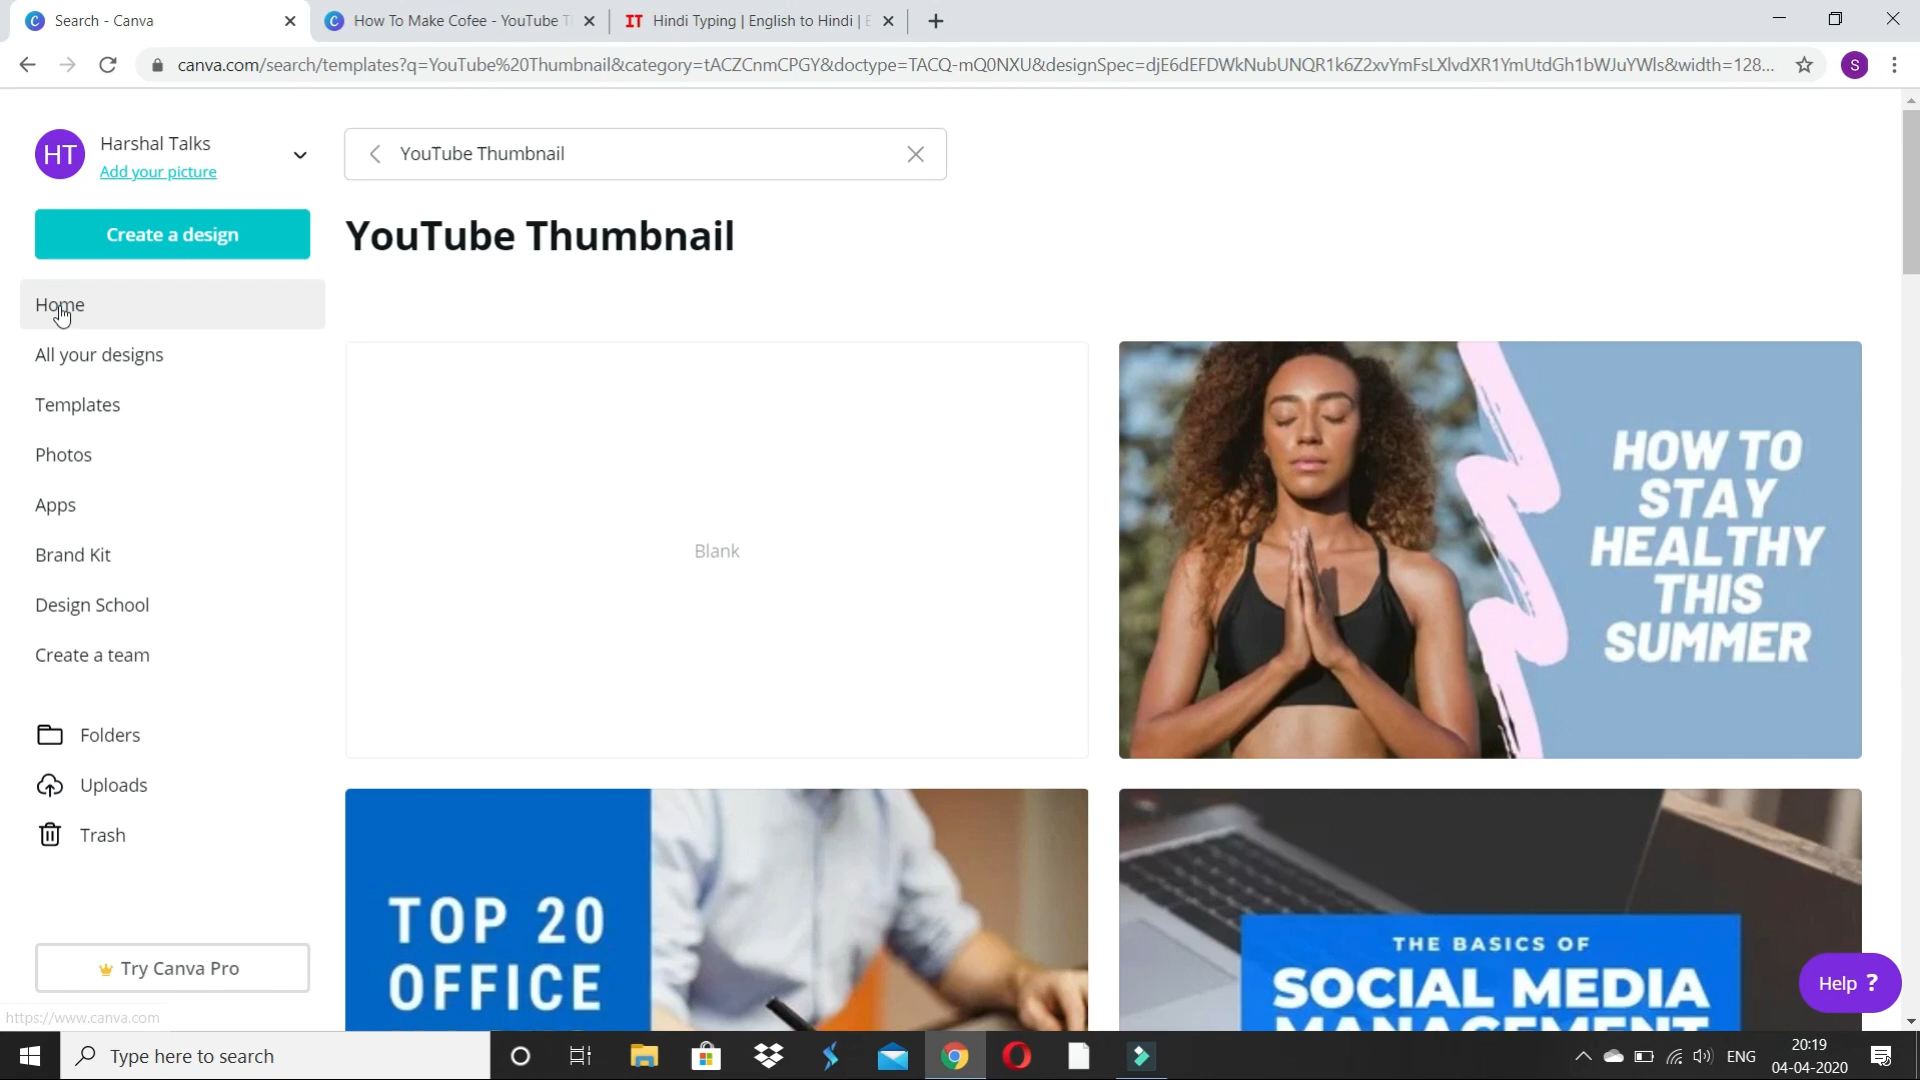 Search - Canva
How To Make Cofee - YouTube T
IT Hindi Typing | English to Hindi | E
canva.com/search/templates?q=YouTube%20Thumbnail&category=tACZCnmCPGY&doctype=TACQ-mQ0NXU&designSpec=djE6dEFDWkNubUNQR1k6Z2xvYmFsLXlvdXR1YmUtdGh1bWJuYWls&width=128...
S
HT
Harshal Talks
Add your picture
YouTube Thumbnail
Create a design
YouTube Thumbnail
Home
All your designs
Templates
Photos
Apps
Brand Kit
Design School
Create a team
Folders
Uploads
Trash
Try Canva Pro
https://www.canva.com
Blank
HOW TO
STAY
HEALTHY
THIS
SUMMER
TOP 20
OFFICE
THE BASICS OF
SOCIAL MEDIA
MANAGEMENT
Help ?
Type here to search
ENG
20:19
04-04-2020